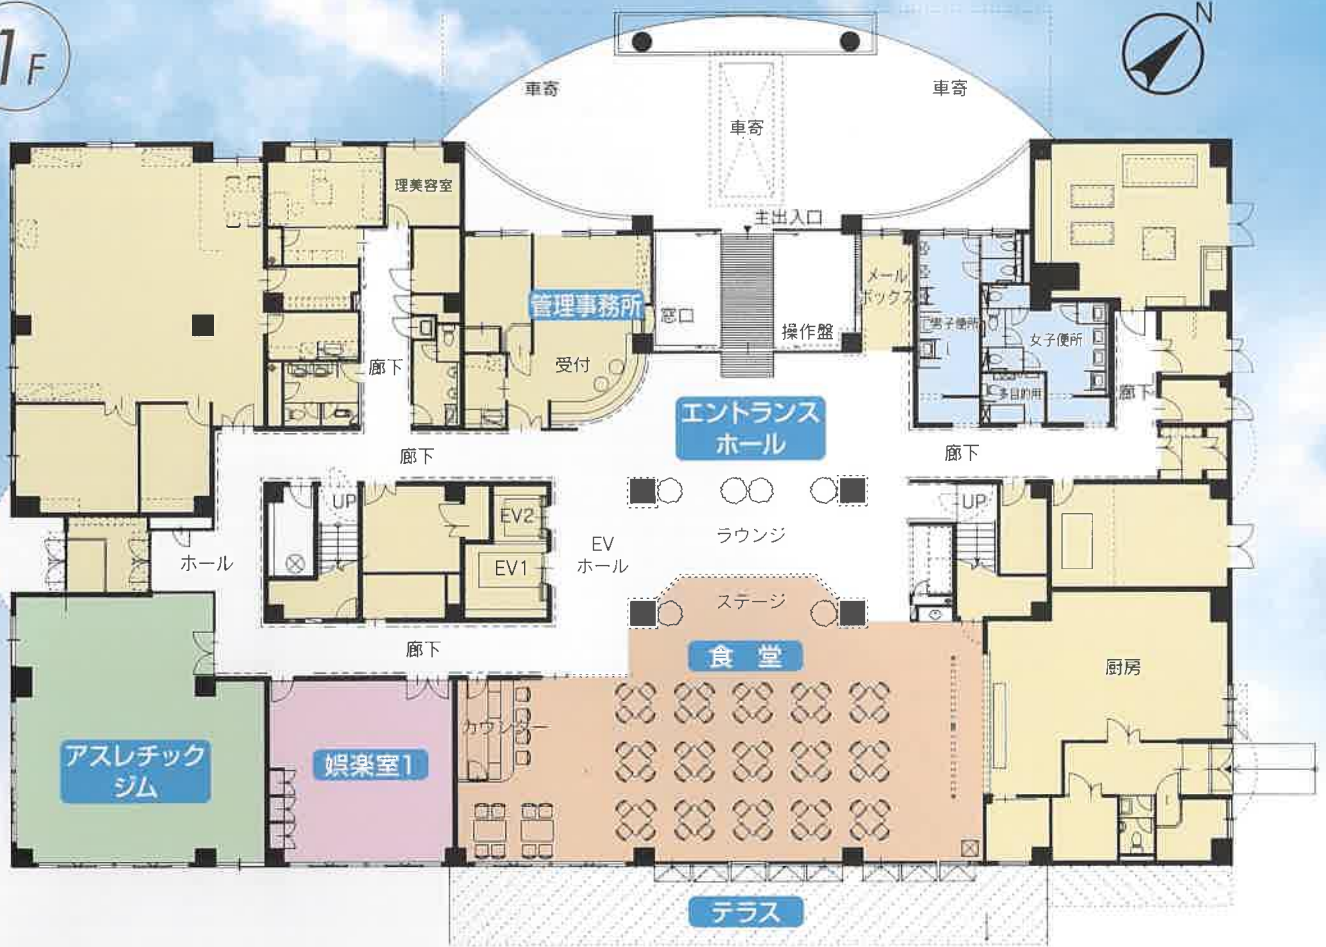 1F
N
車寄
車寄
車寄
理美容室
主出入口
メール
ボックス
管理事務所
窓口
操作盤
男子便所
女子便所
受付
廊下
多目的用
廊下
エントランス
ホール
廊下
廊下
UP
EV2
UP
EV
ホール
ラウンジ
ホール
EV1
ステージ
廊下
食堂
厨房
カウンター
アスレチック
ジム
娯楽室1
テラス